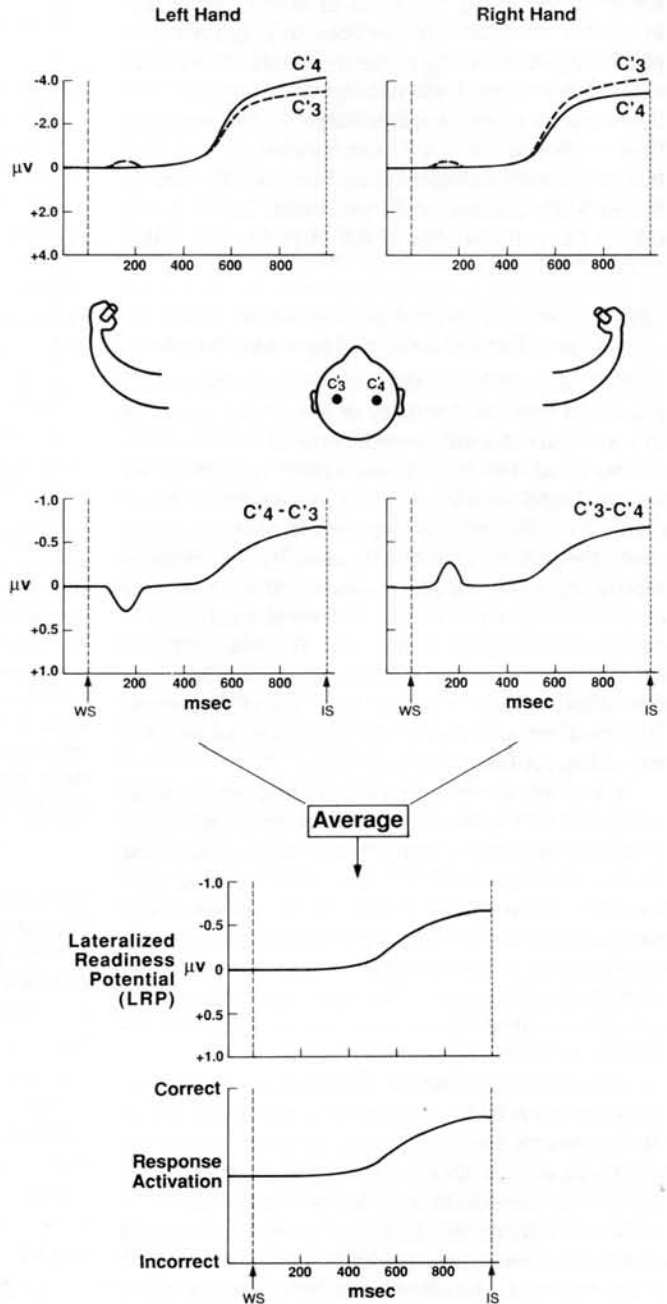 Left Hand
Right Hand
C'4
C'3
C'3
C'4
-4.0
-2.0
μv 0
+2.0
+4.0
200 400 600 800
200 400 600 800
C'3 C'4
C'4 - C'3
C'3-C'4
-1.0
-0.5
μv 0
+0.5
+1.0
200 400 600 800
200 400 600 800
WS msec IS
WS msec IS
Average
-1.0
-0.5
Lateralized
Readiness μv 0
Potential
(LRP)
+0.5
+1.0
Correct
Response
Activation
Incorrect
200 400 600 800
WS msec IS